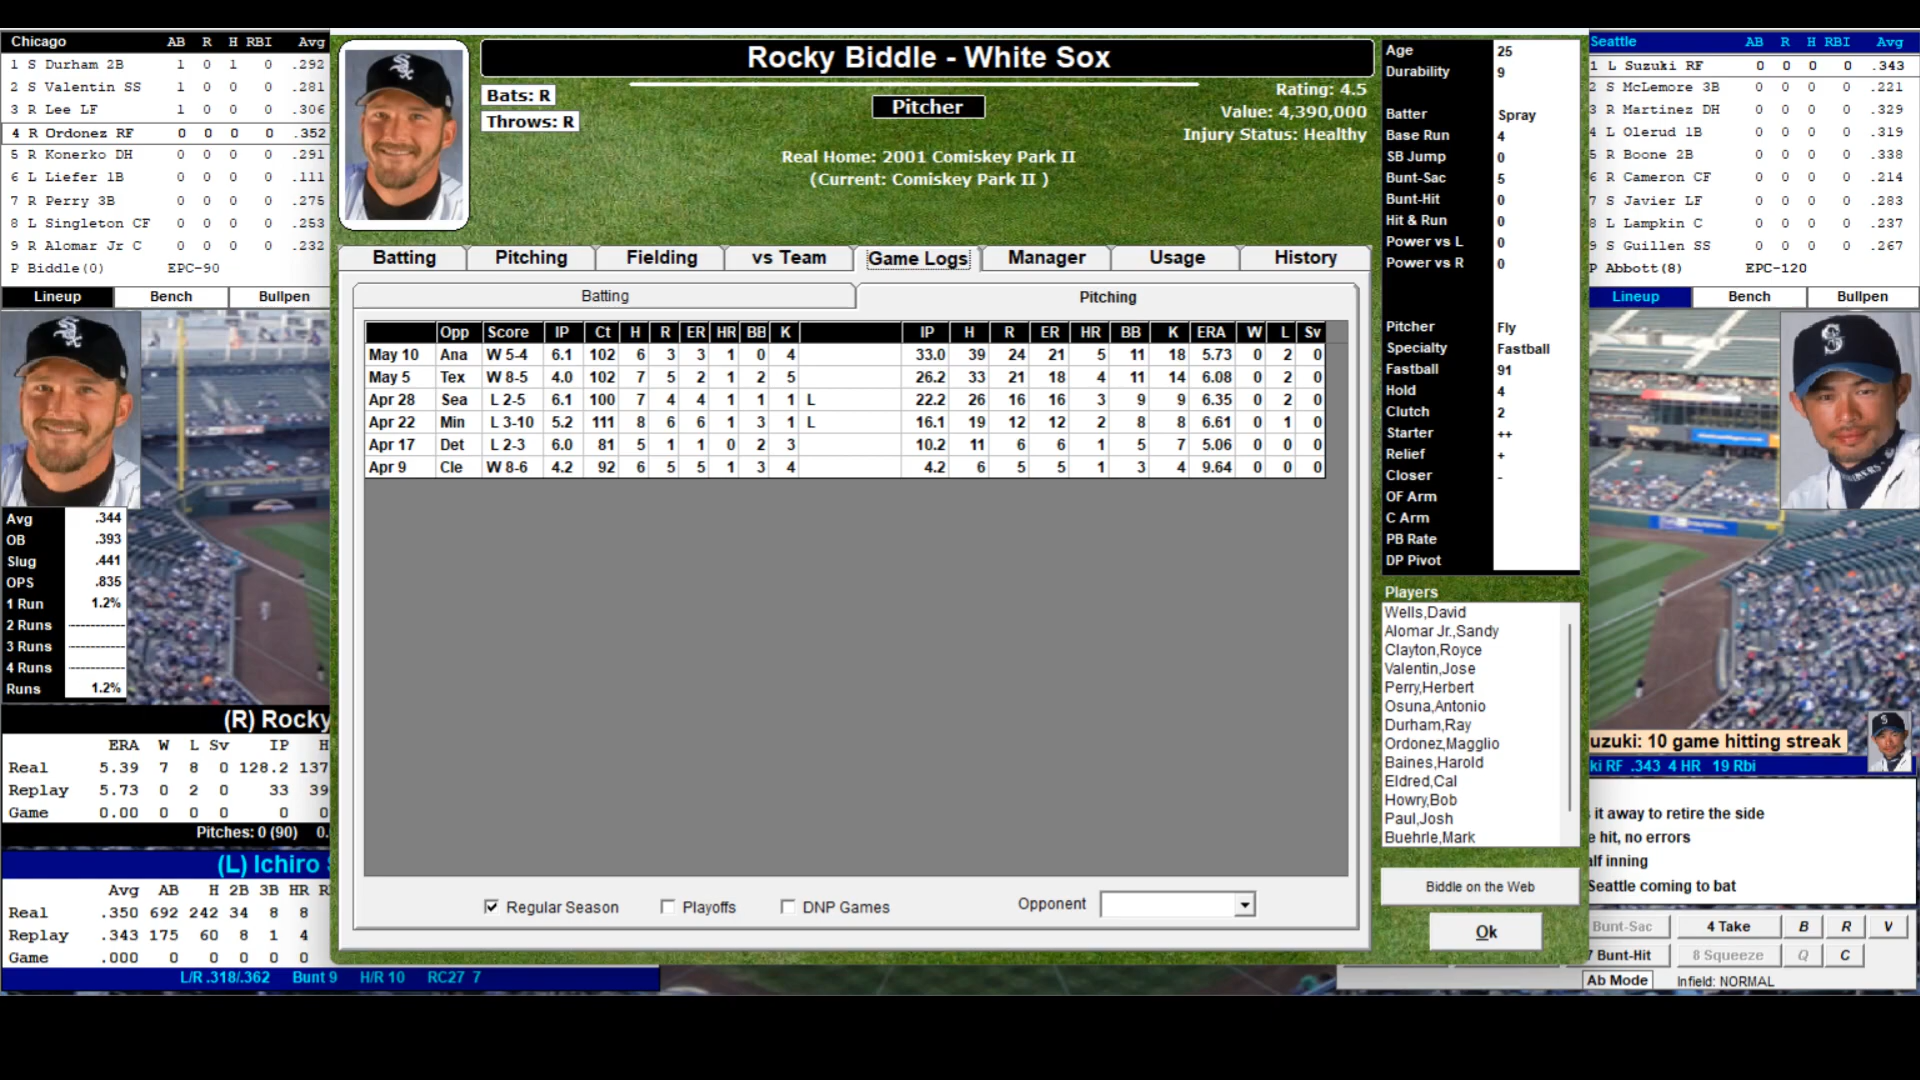 Chicago AB R H RBI Avg
1 S Durham 2B 1 0 1 0 .292
2 S Valentin SS 1 0 0 0 .281
3 R Lee LF 1 0 0 0 .306
4 R Ordonez RF 0 0 0 0 .352
5 R Konerko DH 0 0 0 0 .291
6 L Liefer 1B 0 0 0 0 .111
7 R Perry 3B 0 0 0 0 .275
8 L Singleton CF 0 0 0 0 .253
9 R Alomar Jr C 0 0 0 0 .232
P Biddle(0) EPC-90
Lineup Bench Bullpen
Avg .344
OB .393
Slug .441
OPS .835
1 Run 1.2%
2 Runs -----------
3 Runs -----------
4 Runs -----------
Runs 1.2%
(R) Rocky
ERA W L Sv IP H
Real 5.39 7 8 0 128.2 137
Replay 5.73 0 2 0 33 39
Game 0.00 0 0 0 0 0
Pitches: 0 (90) 0.
(L) Ichiro
Avg AB H 2B 3B HR R
Real .350 692 242 34 8 8
Replay .343 175 60 8 1 4
Game .000 0 0 0 0 0
L/R .318/.362 Bunt 9 H/R 10 RC27 7
Rocky Biddle - White Sox
Bats: R
Throws: R
Pitcher
Rating: 4.5
Value: 4,390,000
Injury Status: Healthy
Real Home: 2001 Comiskey Park II
(Current: Comiskey Park II )
Batting Pitching Fielding vs Team Game Logs Manager Usage History
Batting Pitching
Opp Score IP Ct H R ER HR BB K IP H R ER HR BB K ERA W L Sv
May 10 Ana W 5-4 6.1 102 6 3 3 1 0 4 33.0 39 24 21 5 11 18 5.73 0 2 0
May 5 Tex W 8-5 4.0 102 7 5 2 1 2 5 26.2 33 21 18 4 11 14 6.08 0 2 0
Apr 28 Sea L 2-5 6.1 100 7 4 4 1 1 1 L 22.2 26 16 16 3 9 9 6.35 0 2 0
Apr 22 Min L 3-10 5.2 111 8 6 6 1 3 1 L 16.1 19 12 12 2 8 8 6.61 0 1 0
Apr 17 Det L 2-3 6.0 81 5 1 1 0 2 3 10.2 11 6 6 1 5 7 5.06 0 0 0
Apr 9 Cle W 8-6 4.2 92 6 5 5 1 3 4 4.2 6 5 5 1 3 4 9.64 0 0 0
Regular Season Playoffs DNP Games Opponent
Age 25
Durability 9
Batter Spray
Base Run 4
SB Jump 0
Bunt-Sac 5
Bunt-Hit 0
Hit & Run 0
Power vs L 0
Power vs R 0
Pitcher Fly
Specialty Fastball
Fastball 91
Hold 4
Clutch 2
Starter ++
Relief +
Closer -
OF Arm
C Arm
PB Rate
DP Pivot
Players
Wells,David
Alomar Jr.,Sandy
Clayton,Royce
Valentin,Jose
Perry,Herbert
Osuna,Antonio
Durham,Ray
Ordonez,Magglio
Baines,Harold
Eldred,Cal
Howry,Bob
Paul,Josh
Buehrle,Mark
Biddle on the Web
Ok
Seattle AB R H RBI Avg
1 L Suzuki RF 0 0 0 0 .343
2 S McLemore 3B 0 0 0 0 .221
3 R Martinez DH 0 0 0 0 .329
4 L Olerud 1B 0 0 0 0 .319
5 R Boone 2B 0 0 0 0 .338
6 R Cameron CF 0 0 0 0 .214
7 S Javier LF 0 0 0 0 .283
8 L Lampkin C 0 0 0 0 .237
9 S Guillen SS 0 0 0 0 .267
P Abbott(8) EPC-120
Lineup Bench Bullpen
uzuki: 10 game hitting streak
ki RF .343 4 HR 19 Rbi
it away to retire the side
e hit, no errors
alf inning
Seattle coming to bat
Bunt-Sac 4 Take B R V
7 Bunt-Hit 8 Squeeze Q C
Ab Mode Infield: NORMAL